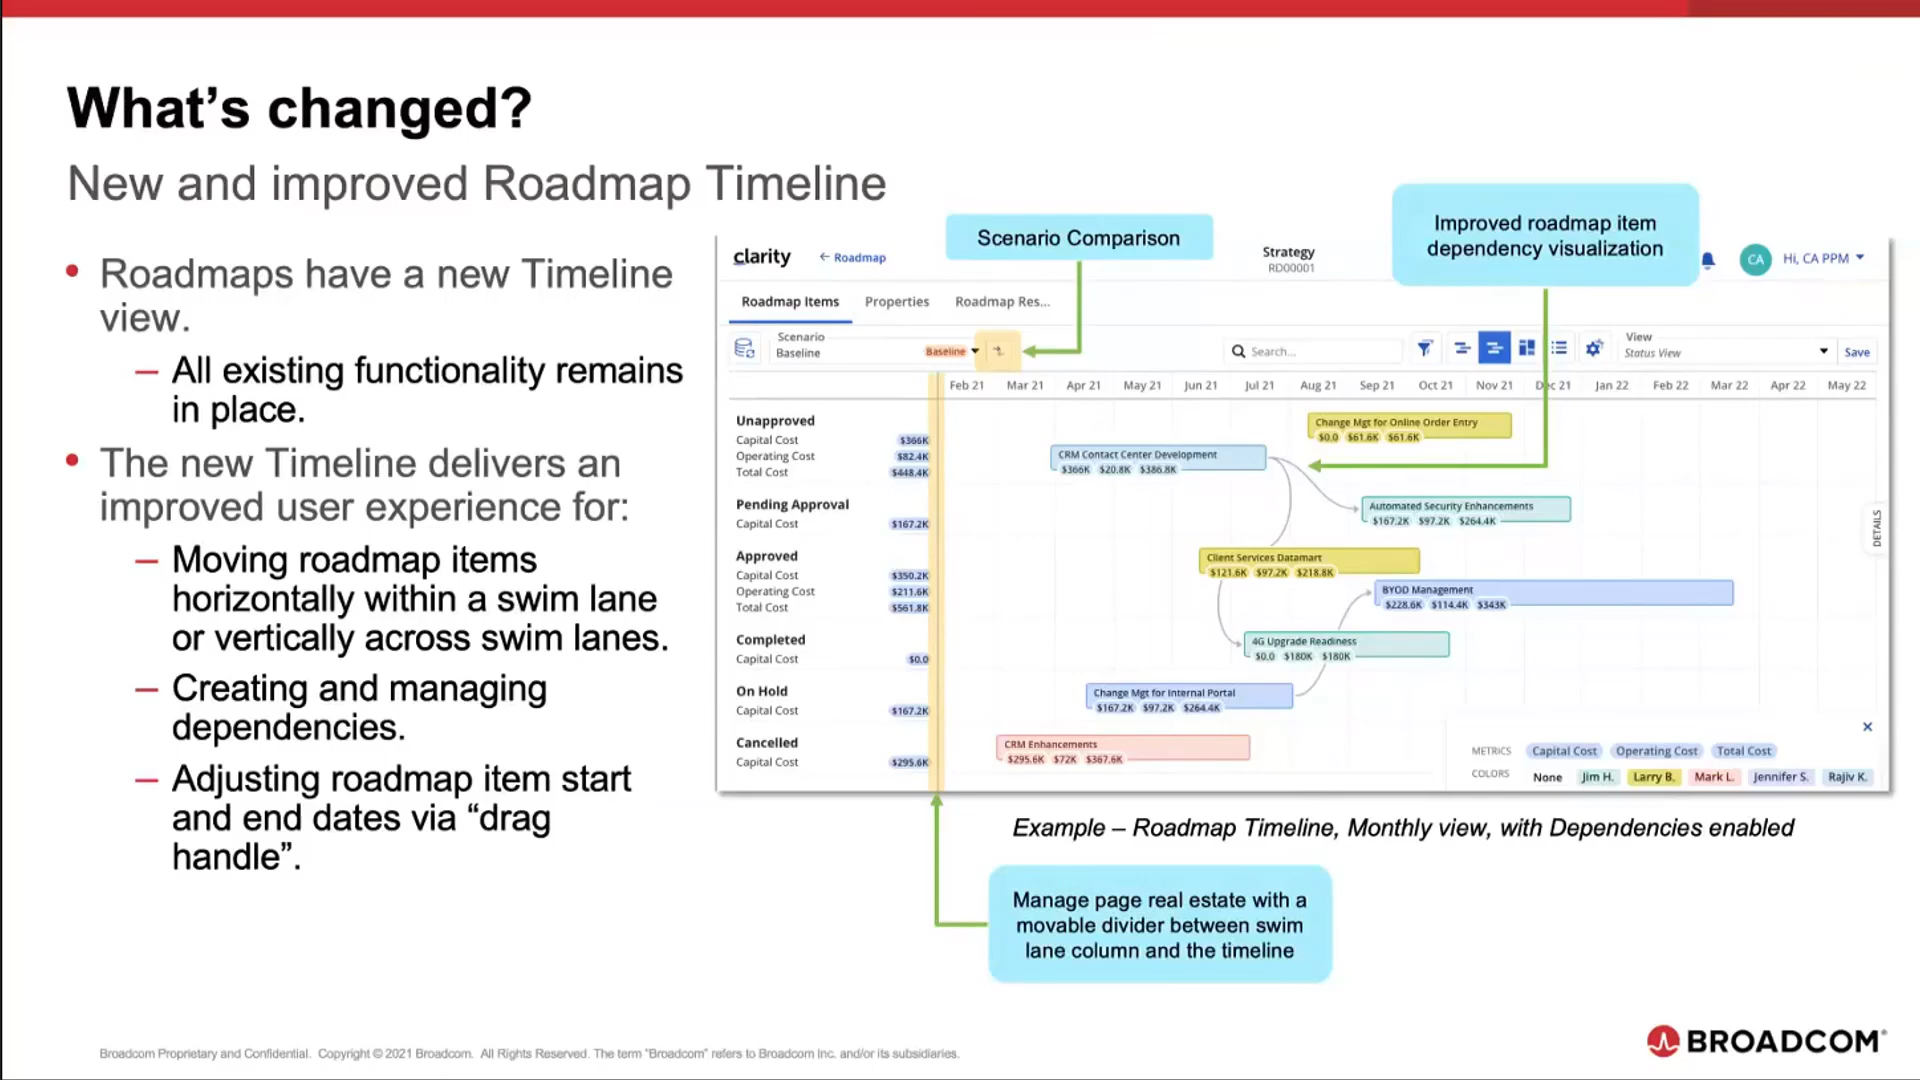 What's changed?
New and improved Roadmap Timeline
• Roadmaps have a new Timeline
view.
– All existing functionality remains
in place.
• The new Timeline delivers an
improved user experience for:
– Moving roadmap items
horizontally within a swim lane
or vertically across swim lanes.
– Creating and managing
dependencies.
– Adjusting roadmap item start
and end dates via “drag
handle”.
Scenario Comparison
Improved roadmap item
dependency visualization
clarity
← Roadmap
Strategy
RD00001
CA
Hi, CA PPM
Roadmap Items Properties Roadmap Res...
Scenario
Baseline
Baseline
Search...
View
Status View
Save
Feb 21 Mar 21 Apr 21 May 21 Jun 21 Jul 21 Aug 21 Sep 21 Oct 21 Nov 21 Dec 21 Jan 22 Feb 22 Mar 22 Apr 22 May 22
Unapproved
Capital Cost $366K
Operating Cost $82.4K
Total Cost $448.4K
Change Mgt for Online Order Entry
$0.0 $61.6K $61.6K
CRM Contact Center Development
$366K $20.8K $386.8K
Pending Approval
Capital Cost $167.2K
Automated Security Enhancements
$167.2K $97.2K $264.4K
Approved
Capital Cost $350.2K
Operating Cost $211.6K
Total Cost $561.8K
Client Services Datamart
$121.6K $97.2K $218.8K
BYOD Management
$228.6K $114.4K $343K
Completed
Capital Cost $0.0
4G Upgrade Readiness
$0.0 $180K $180K
On Hold
Capital Cost $167.2K
Change Mgt for Internal Portal
$167.2K $97.2K $264.4K
Cancelled
Capital Cost $295.6K
CRM Enhancements
$295.6K $72K $367.6K
DETAILS
METRICS Capital Cost Operating Cost Total Cost
COLORS None Jim H. Larry B. Mark L. Jennifer S. Rajiv K.
Example – Roadmap Timeline, Monthly view, with Dependencies enabled
Manage page real estate with a
movable divider between swim
lane column and the timeline
Broadcom Proprietary and Confidential. Copyright © 2021 Broadcom. All Rights Reserved. The term “Broadcom” refers to Broadcom Inc. and/or its subsidiaries.
BROADCOM®